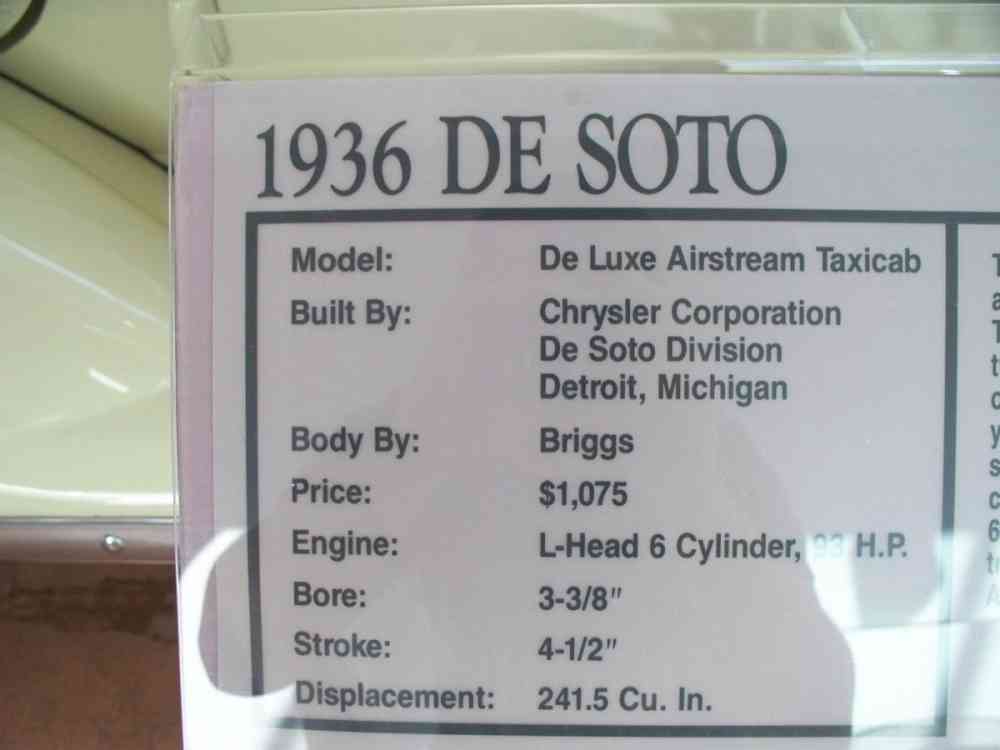 1936 DE SOTO
Model: De Luxe Airstream Taxicab
Built By: Chrysler Corporation
De Soto Division
Detroit, Michigan
Body By: Briggs
Price: $1,075
Engine: L-Head 6 Cylinder, 93 H.P.
Bore: 3-3/8"
Stroke: 4-1/2"
Displacement: 241.5 Cu. In.